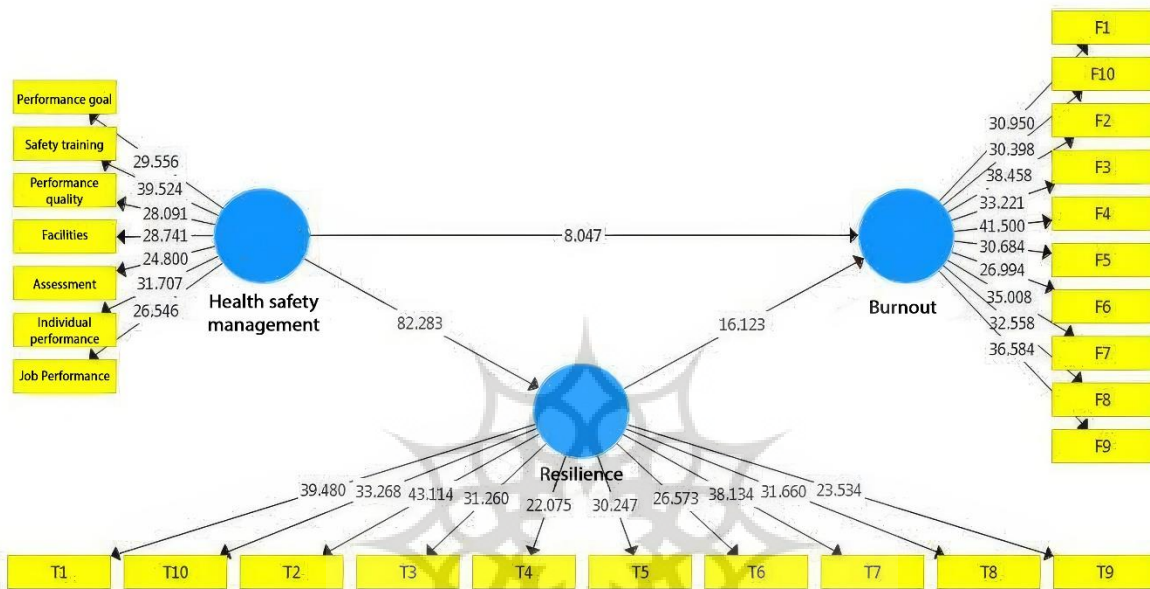 Performance goal
Safety training
Performance
quality
Facilities
Assessment
Individual
performance
Job Performance
29.556
39.524
28.091
28.741
24.800
31.707
26.546
Health safety
management
8.047
82.283
16.123
Burnout
Resilience
30.950
30.398
38.458
33.221
41.500
30.684
26.994
35.008
32.558
36.584
F1
F10
F2
F3
F4
F5
F6
F7
F8
F9
39.480
33.268
43.114
31.260
22.075
30.247
26.573
38.134
31.660
23.534
T1
T10
T2
T3
T4
T5
T6
T7
T8
T9